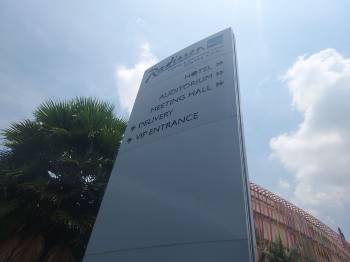 Radisson
HOTEL »
AUDITORIUM »
MEETING HALL »
« DELIVERY
« VIP ENTRANCE